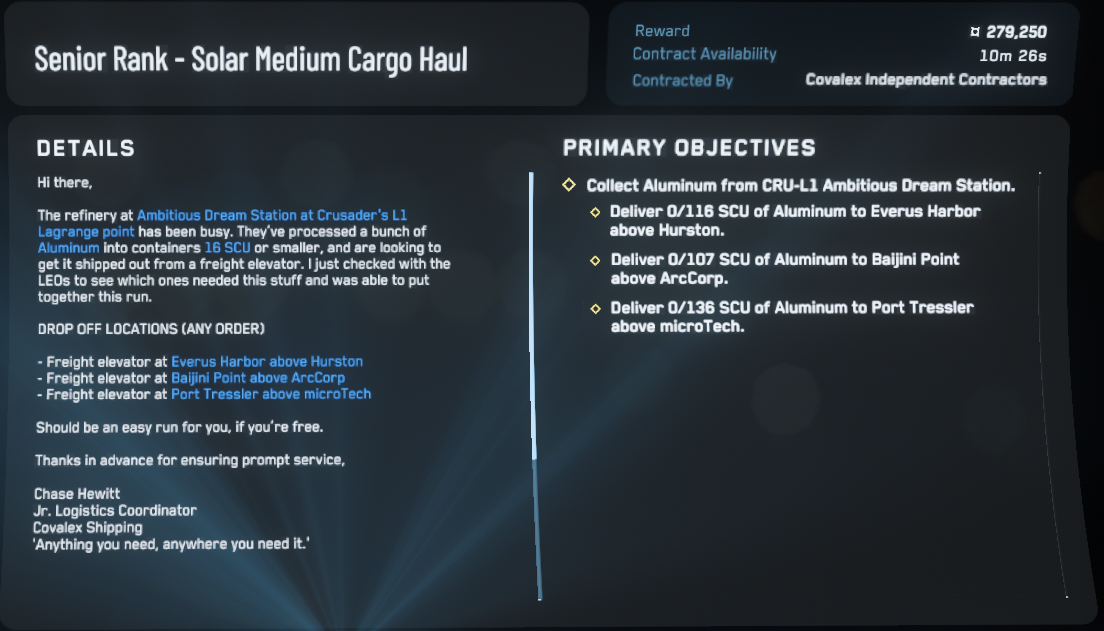 Senior Rank - Solar Medium Cargo Haul
Reward ¤ 279,250
Contract Availability 10m 26s
Contracted By Covalex Independent Contractors
DETAILS
Hi there,
The refinery at Ambitious Dream Station at Crusader's L1
Lagrange point has been busy. They've processed a bunch of
Aluminum into containers 16 SCU or smaller, and are looking to
get it shipped out from a freight elevator. I just checked with the
LEOs to see which ones needed this stuff and was able to put
together this run.
DROP OFF LOCATIONS (ANY ORDER)
- Freight elevator at Everus Harbor above Hurston
- Freight elevator at Baijini Point above ArcCorp
- Freight elevator at Port Tressler above microTech
Should be an easy run for you, if you're free.
Thanks in advance for ensuring prompt service,
Chase Hewitt
Jr. Logistics Coordinator
Covalex Shipping
'Anything you need, anywhere you need it.'
PRIMARY OBJECTIVES
Collect Aluminum from CRU-L1 Ambitious Dream Station.
Deliver 0/116 SCU of Aluminum to Everus Harbor
above Hurston.
Deliver 0/107 SCU of Aluminum to Baijini Point
above ArcCorp.
Deliver 0/136 SCU of Aluminum to Port Tressler
above microTech.